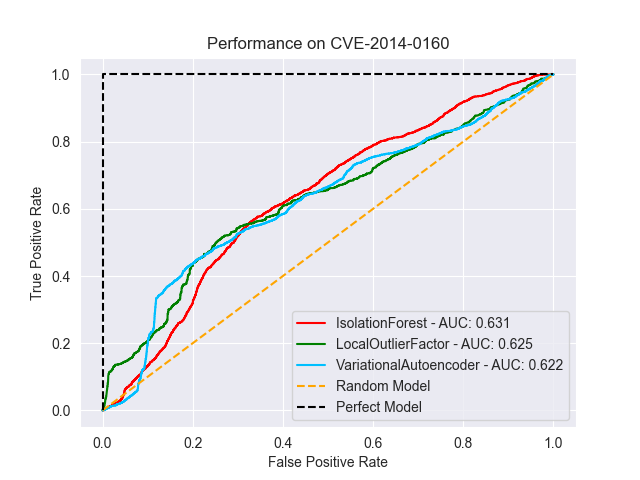 Performance on CVE-2014-0160
True Positive Rate
1.0
0.8
0.6
0.4
0.2
0.0
IsolationForest - AUC: 0.631
LocalOutlierFactor - AUC: 0.625
VariationalAutoencoder - AUC: 0.622
Random Model
Perfect Model
0.0 0.2 0.4 0.6 0.8 1.0
False Positive Rate